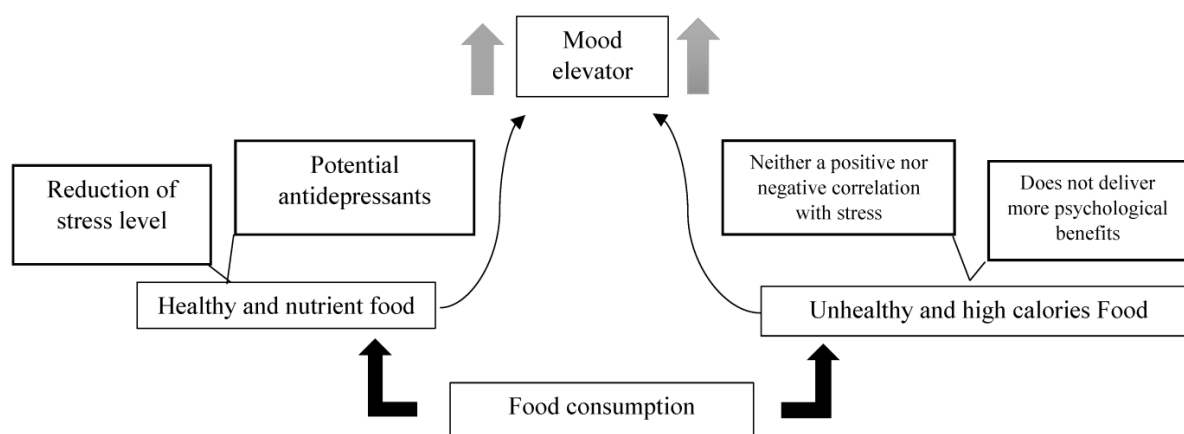 Mood
elevator
Potential
antidepressants
Reduction of
stress level
Neither a positive nor
negative correlation
with stress
Does not deliver
more psychological
benefits
Healthy and nutrient food
Unhealthy and high calories Food
Food consumption